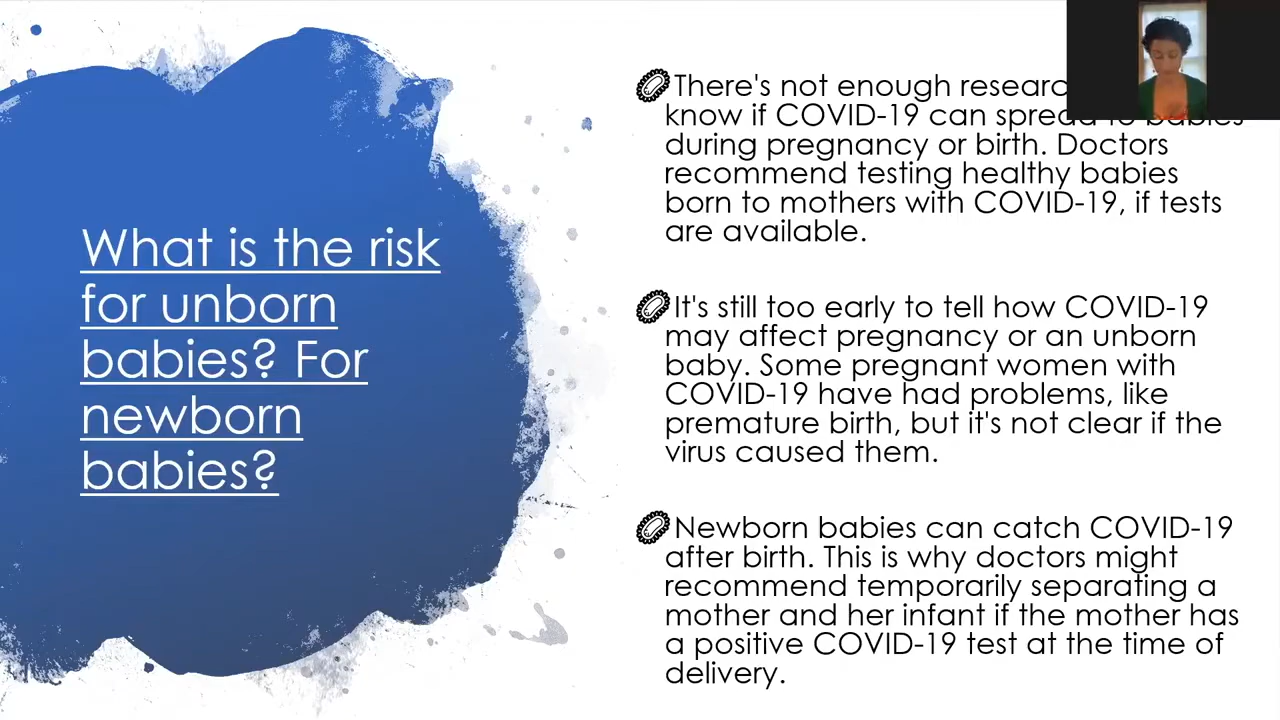 What is the risk
for unborn
babies? For
newborn
babies?
There's not enough
know if COVID-19 can spread to babies
during pregnancy or birth. Doctors
recommend testing healthy babies
born to mothers with COVID-19, if tests
are available.
It's still too early to tell how COVID-19
may affect pregnancy or an unborn
baby. Some pregnant women with
COVID-19 have had problems, like
premature birth, but it's not clear if the
virus caused them.
Newborn babies can catch COVID-19
after birth. This is why doctors might
recommend temporarily separating a
mother and her infant if the mother has
a positive COVID-19 test at the time of
delivery.